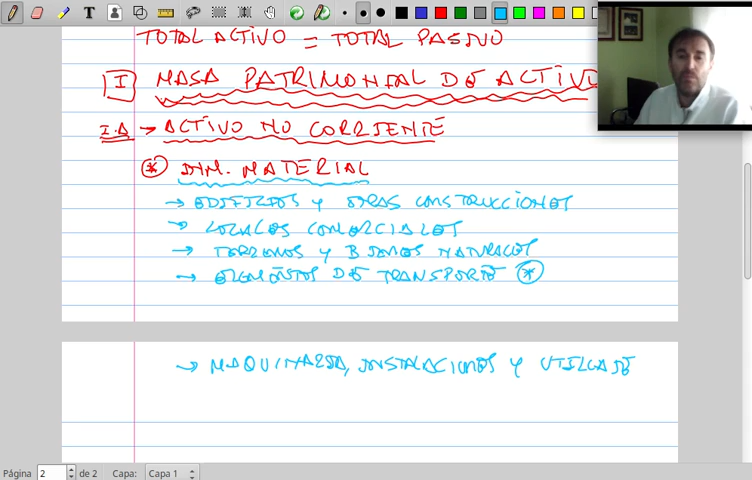 TOTAL ACTIVO = TOTAL PASIVO
I MASA PATRIMONIAL DE ACTIVO
I.A → ACTIVO NO CORRIENTE
* INM. MATERIAL
→ EDIFICIOS Y OTRAS CONSTRUCCIONES
→ LOCALES COMERCIALES
→ TERRENOS Y BIENES NATURALES
→ ELEMENTOS DE TRANSPORTE *
→ MAQUINARIA, INSTALACIONES Y UTILLAJE
Página 2 de 2 Capa: Capa 1